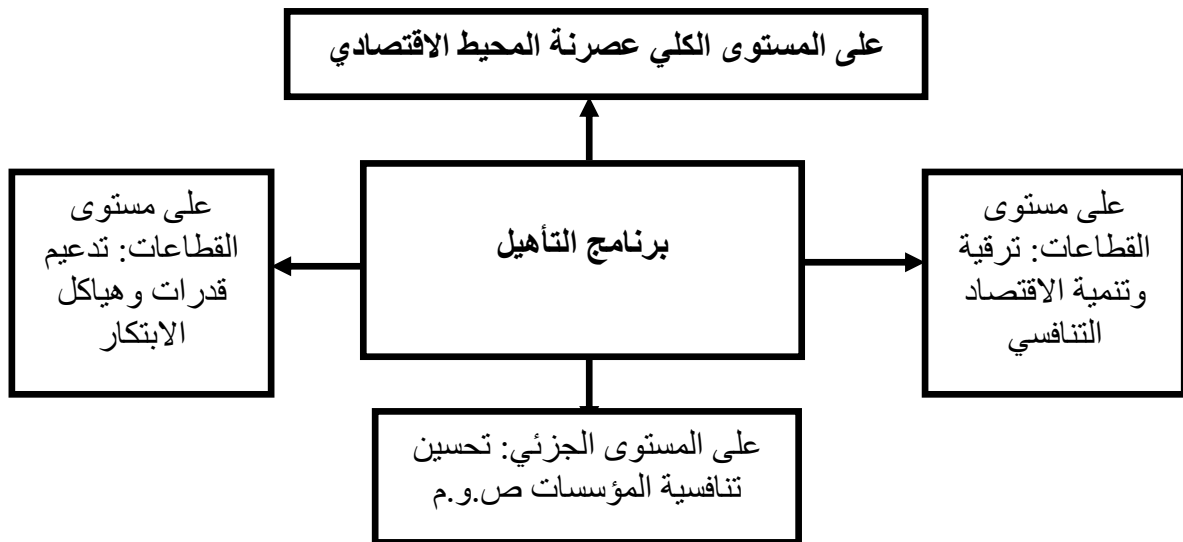 على المستوى الكلي عصرنة المحيط الاقتصادي
على مستوى
القطاعات: ترقية
وتنمية الاقتصاد
التنافسي
برنامج التأهيل
على مستوى
القطاعات: تدعيم
قدرات وهياكل
الابتكار
على المستوى الجزئي: تحسين
تنافسية المؤسسات ص.و.م